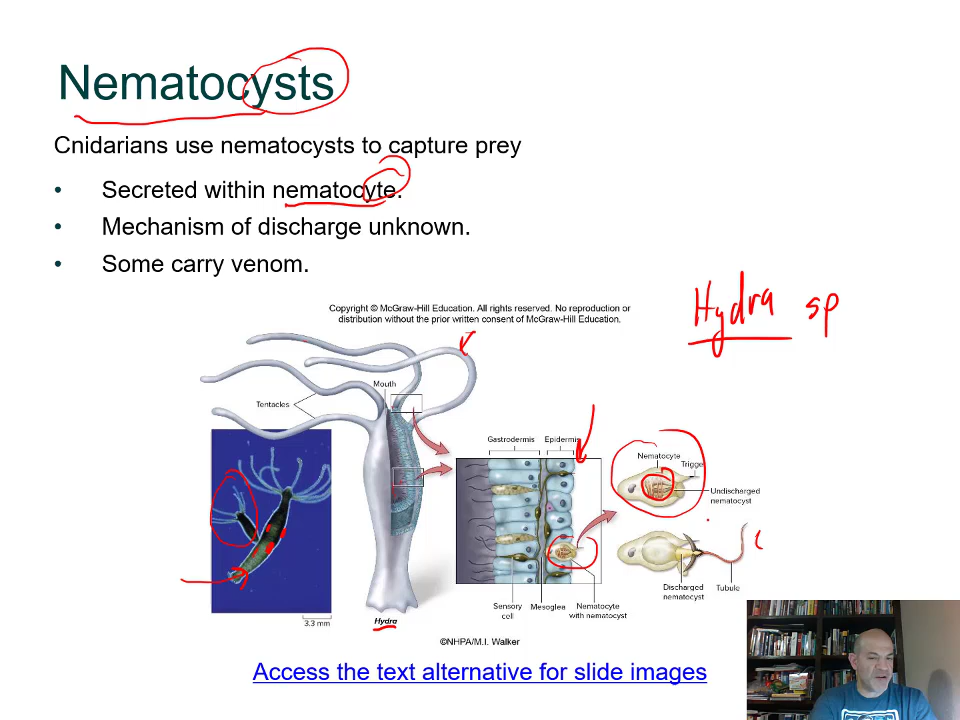 Nematocysts
Cnidarians use nematocysts to capture prey
• Secreted within nematocyte.
• Mechanism of discharge unknown.
• Some carry venom.
Copyright © McGraw-Hill Education. All rights reserved. No reproduction or
distribution without the prior written consent of McGraw-Hill Education.
Hydra sp
Mouth
Tentacles
Gastrodermis
Epidermis
Nematocyte
Trigge
Undischarged
nematocyst
Discharged
nematocyst
Tubule
Sensory
cell
Mesoglea
Nematocyte
with nematocyst
3.3 mm
Hydra
©NHPA/M.I. Walker
Access the text alternative for slide images